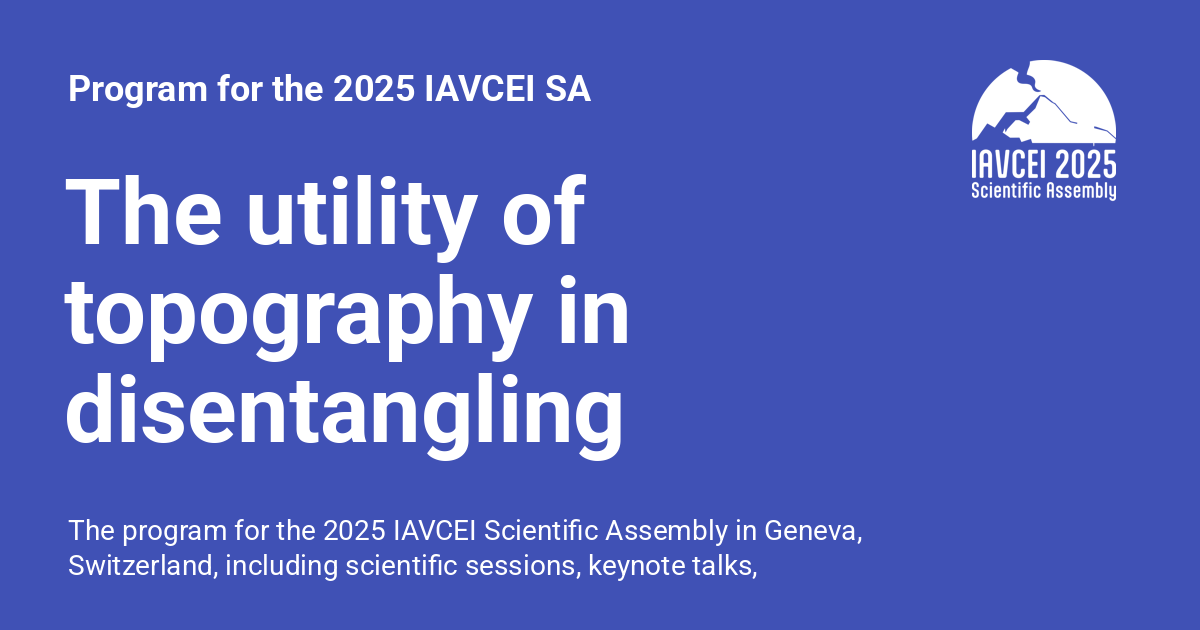 Program for the 2025 IAVCEI SA
IAVCEI 2025
Scientific Assembly
The utility of
topography in
disentangling
The program for the 2025 IAVCEI Scientific Assembly in Geneva,
Switzerland, including scientific sessions, keynote talks,